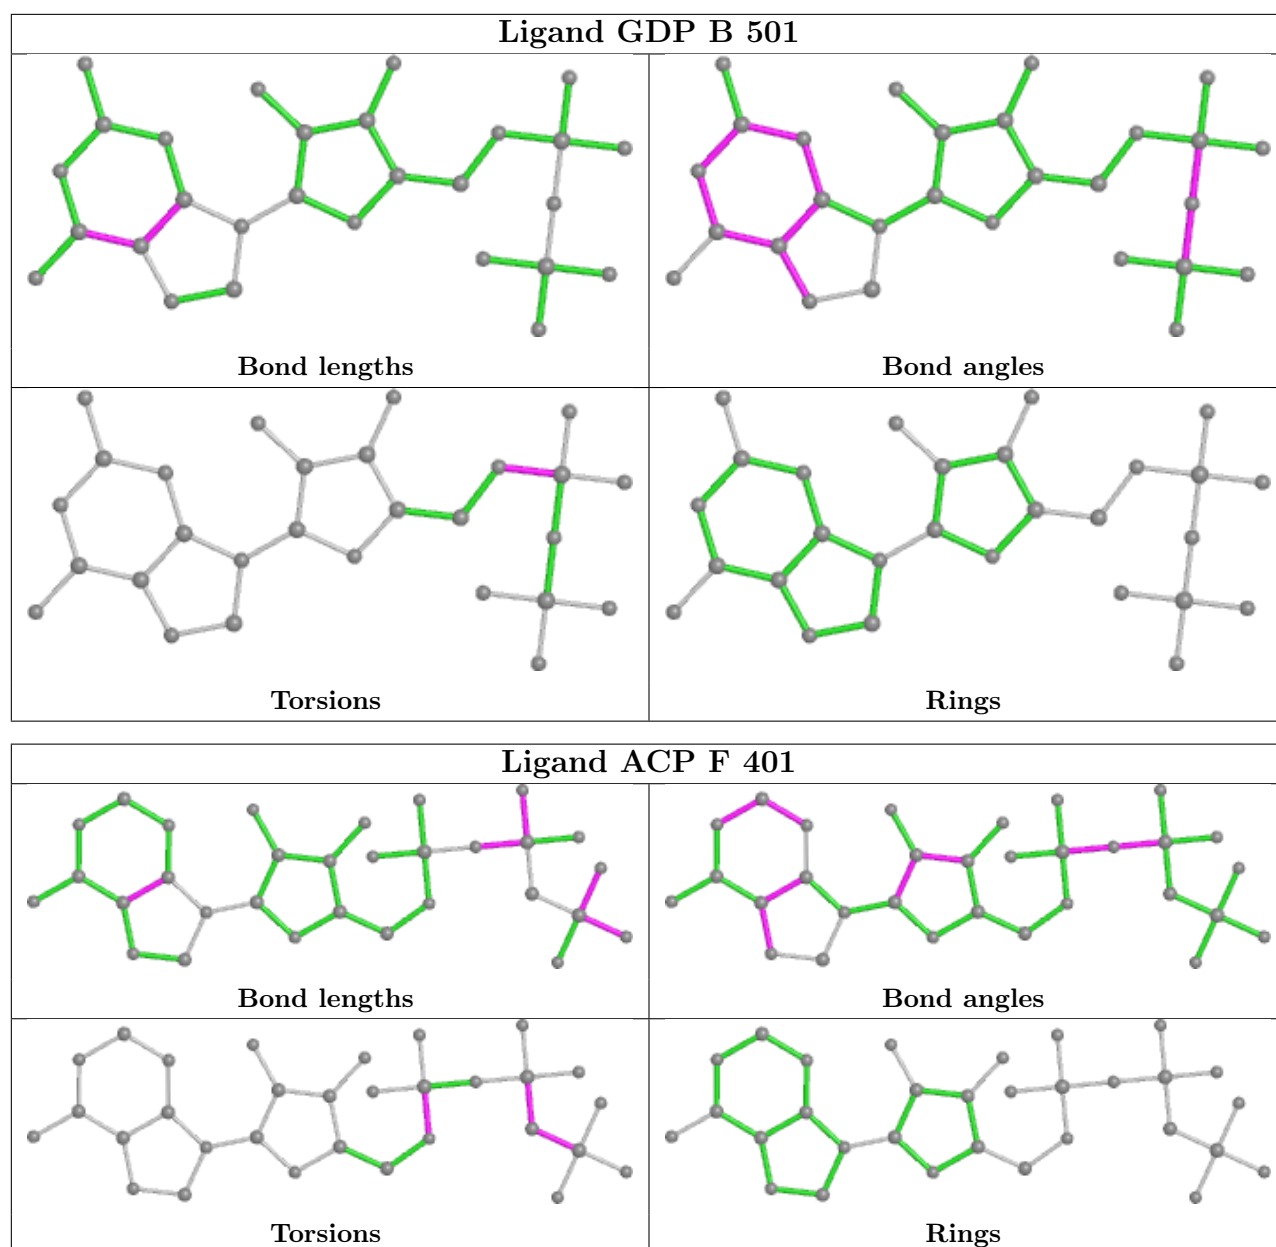 Ligand GDP B 501
Bond lengths
Bond angles
Torsions
Rings
Ligand ACP F 401
Bond lengths
Bond angles
Torsions
Rings